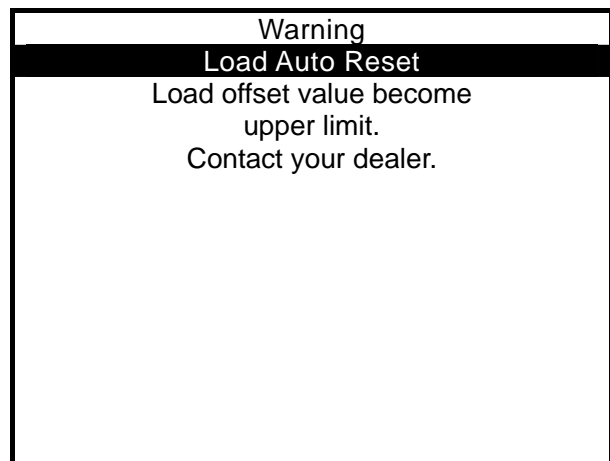 Warning
Load Auto Reset
Load offset value become
upper limit.
Contact your dealer.